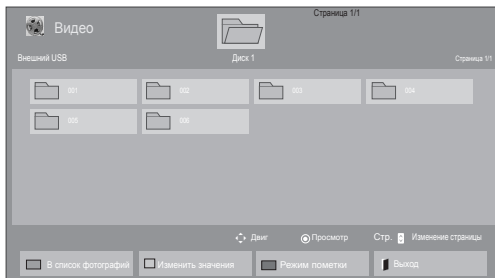 Страница 1/1
Видео
Внешний USB Диск 1 Страница 1/1
001 002 003 004
005 006
Двиг Просмотр Стр. Изменение страницы
В список фотографий Изменить значения Режим пометки Выход